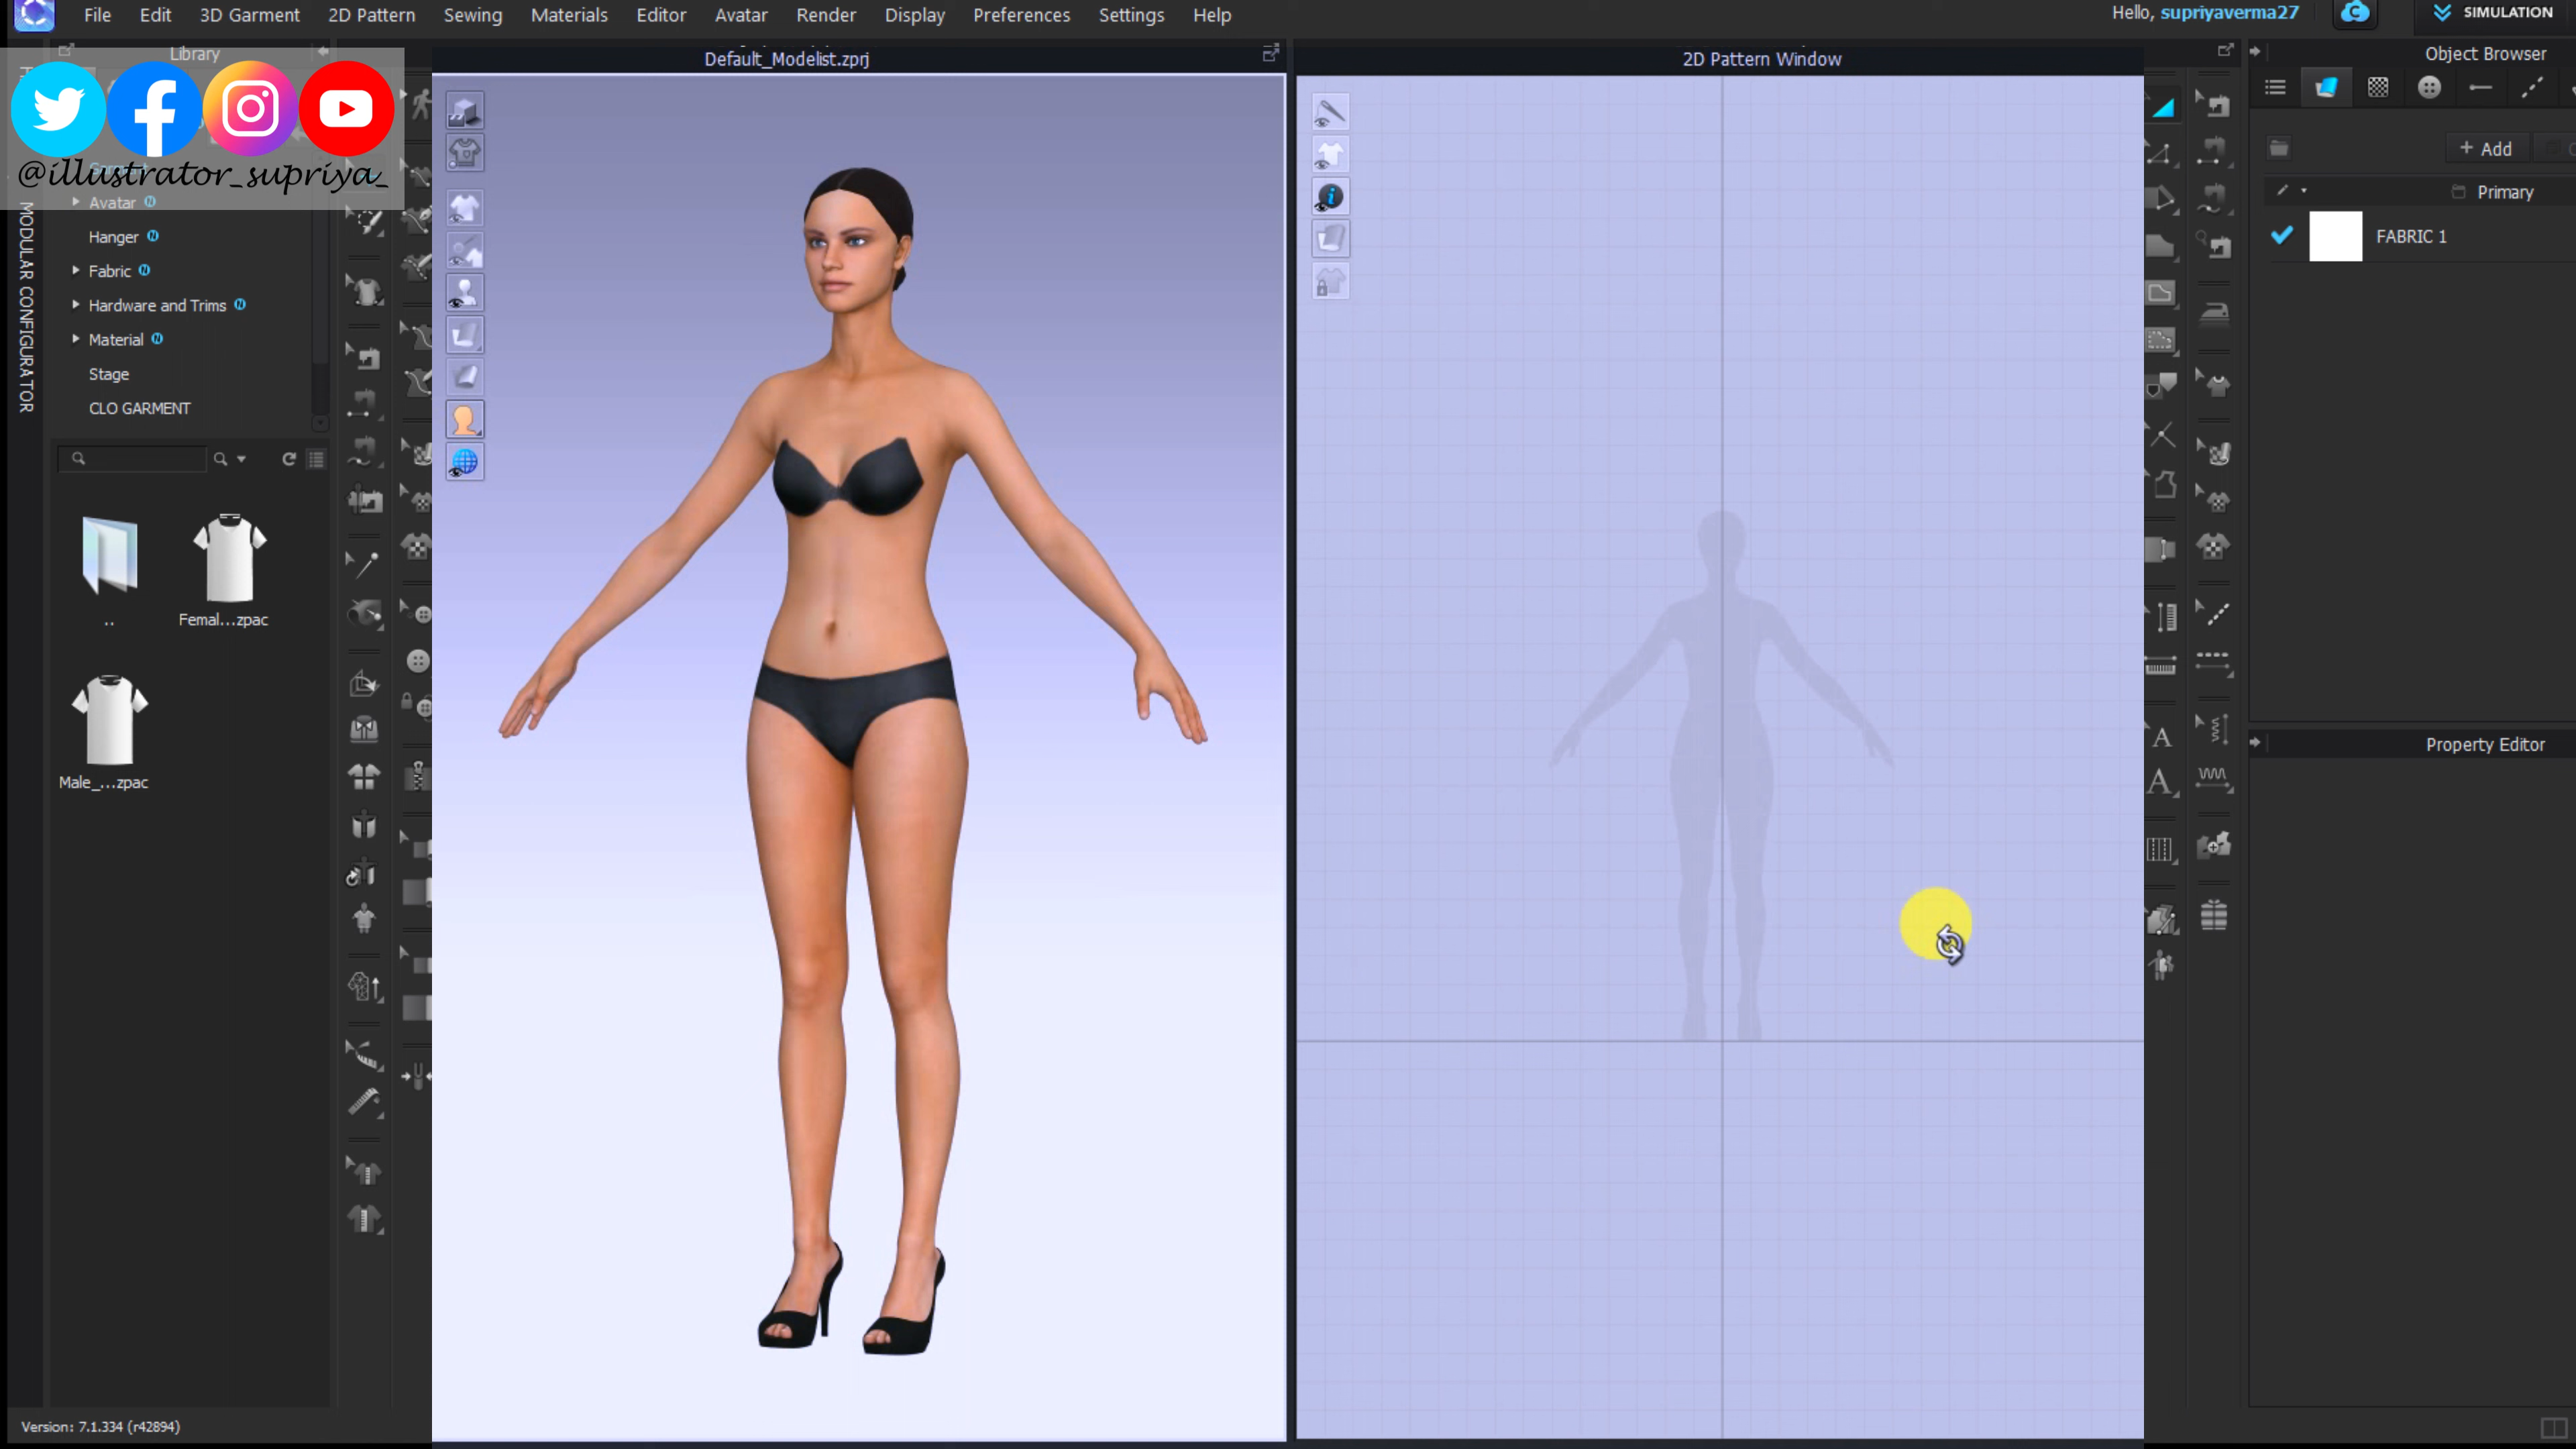 File Edit 3D Garment 2D Pattern Sewing Materials Editor Avatar Render Display Preferences Settings Help
Hello, supriyaverma27
SIMULATION
Library
Default_Modelist.zprj
2D Pattern Window
Object Browser
@illustrator_supriya_
+ Add
Primary
FABRIC 1
MODULAR CONFIGURATOR
Avatar N
Hanger N
Fabric N
Hardware and Trims N
Material N
Stage
CLO GARMENT
..
Femal...zpac
Male_...zpac
Property Editor
Version: 7.1.334 (r42894)